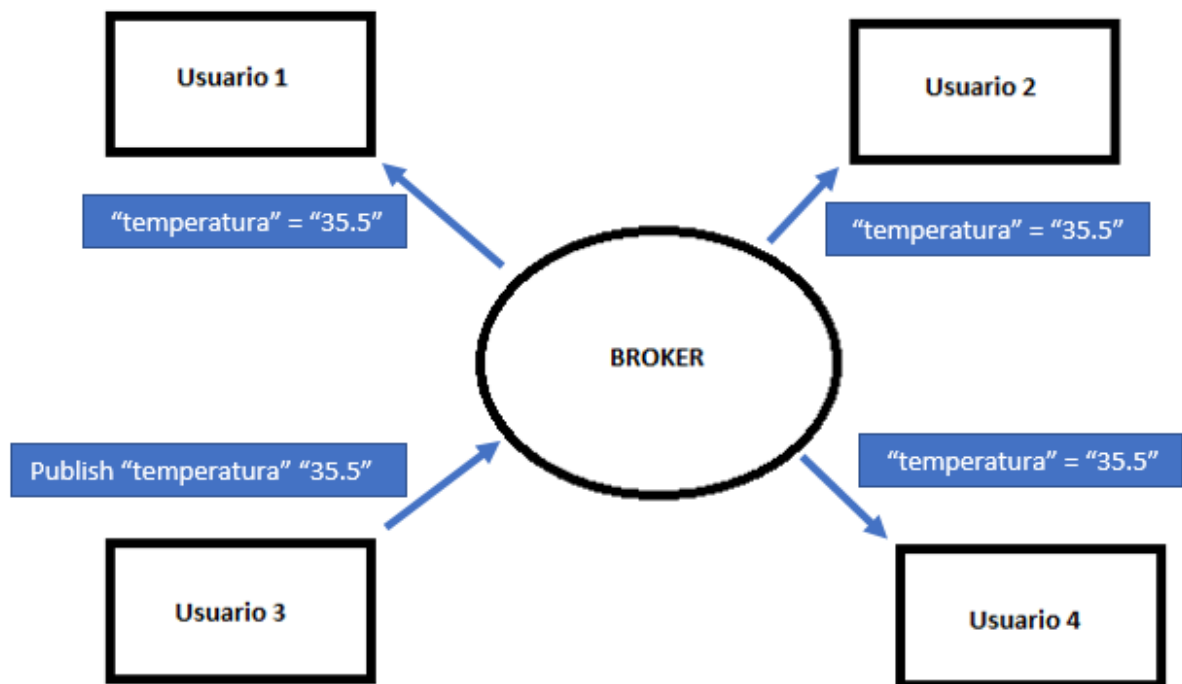 Usuario 1
Usuario 2
“temperatura” = “35.5”
“temperatura” = “35.5”
BROKER
Publish “temperatura” “35.5”
“temperatura” = “35.5”
Usuario 3
Usuario 4